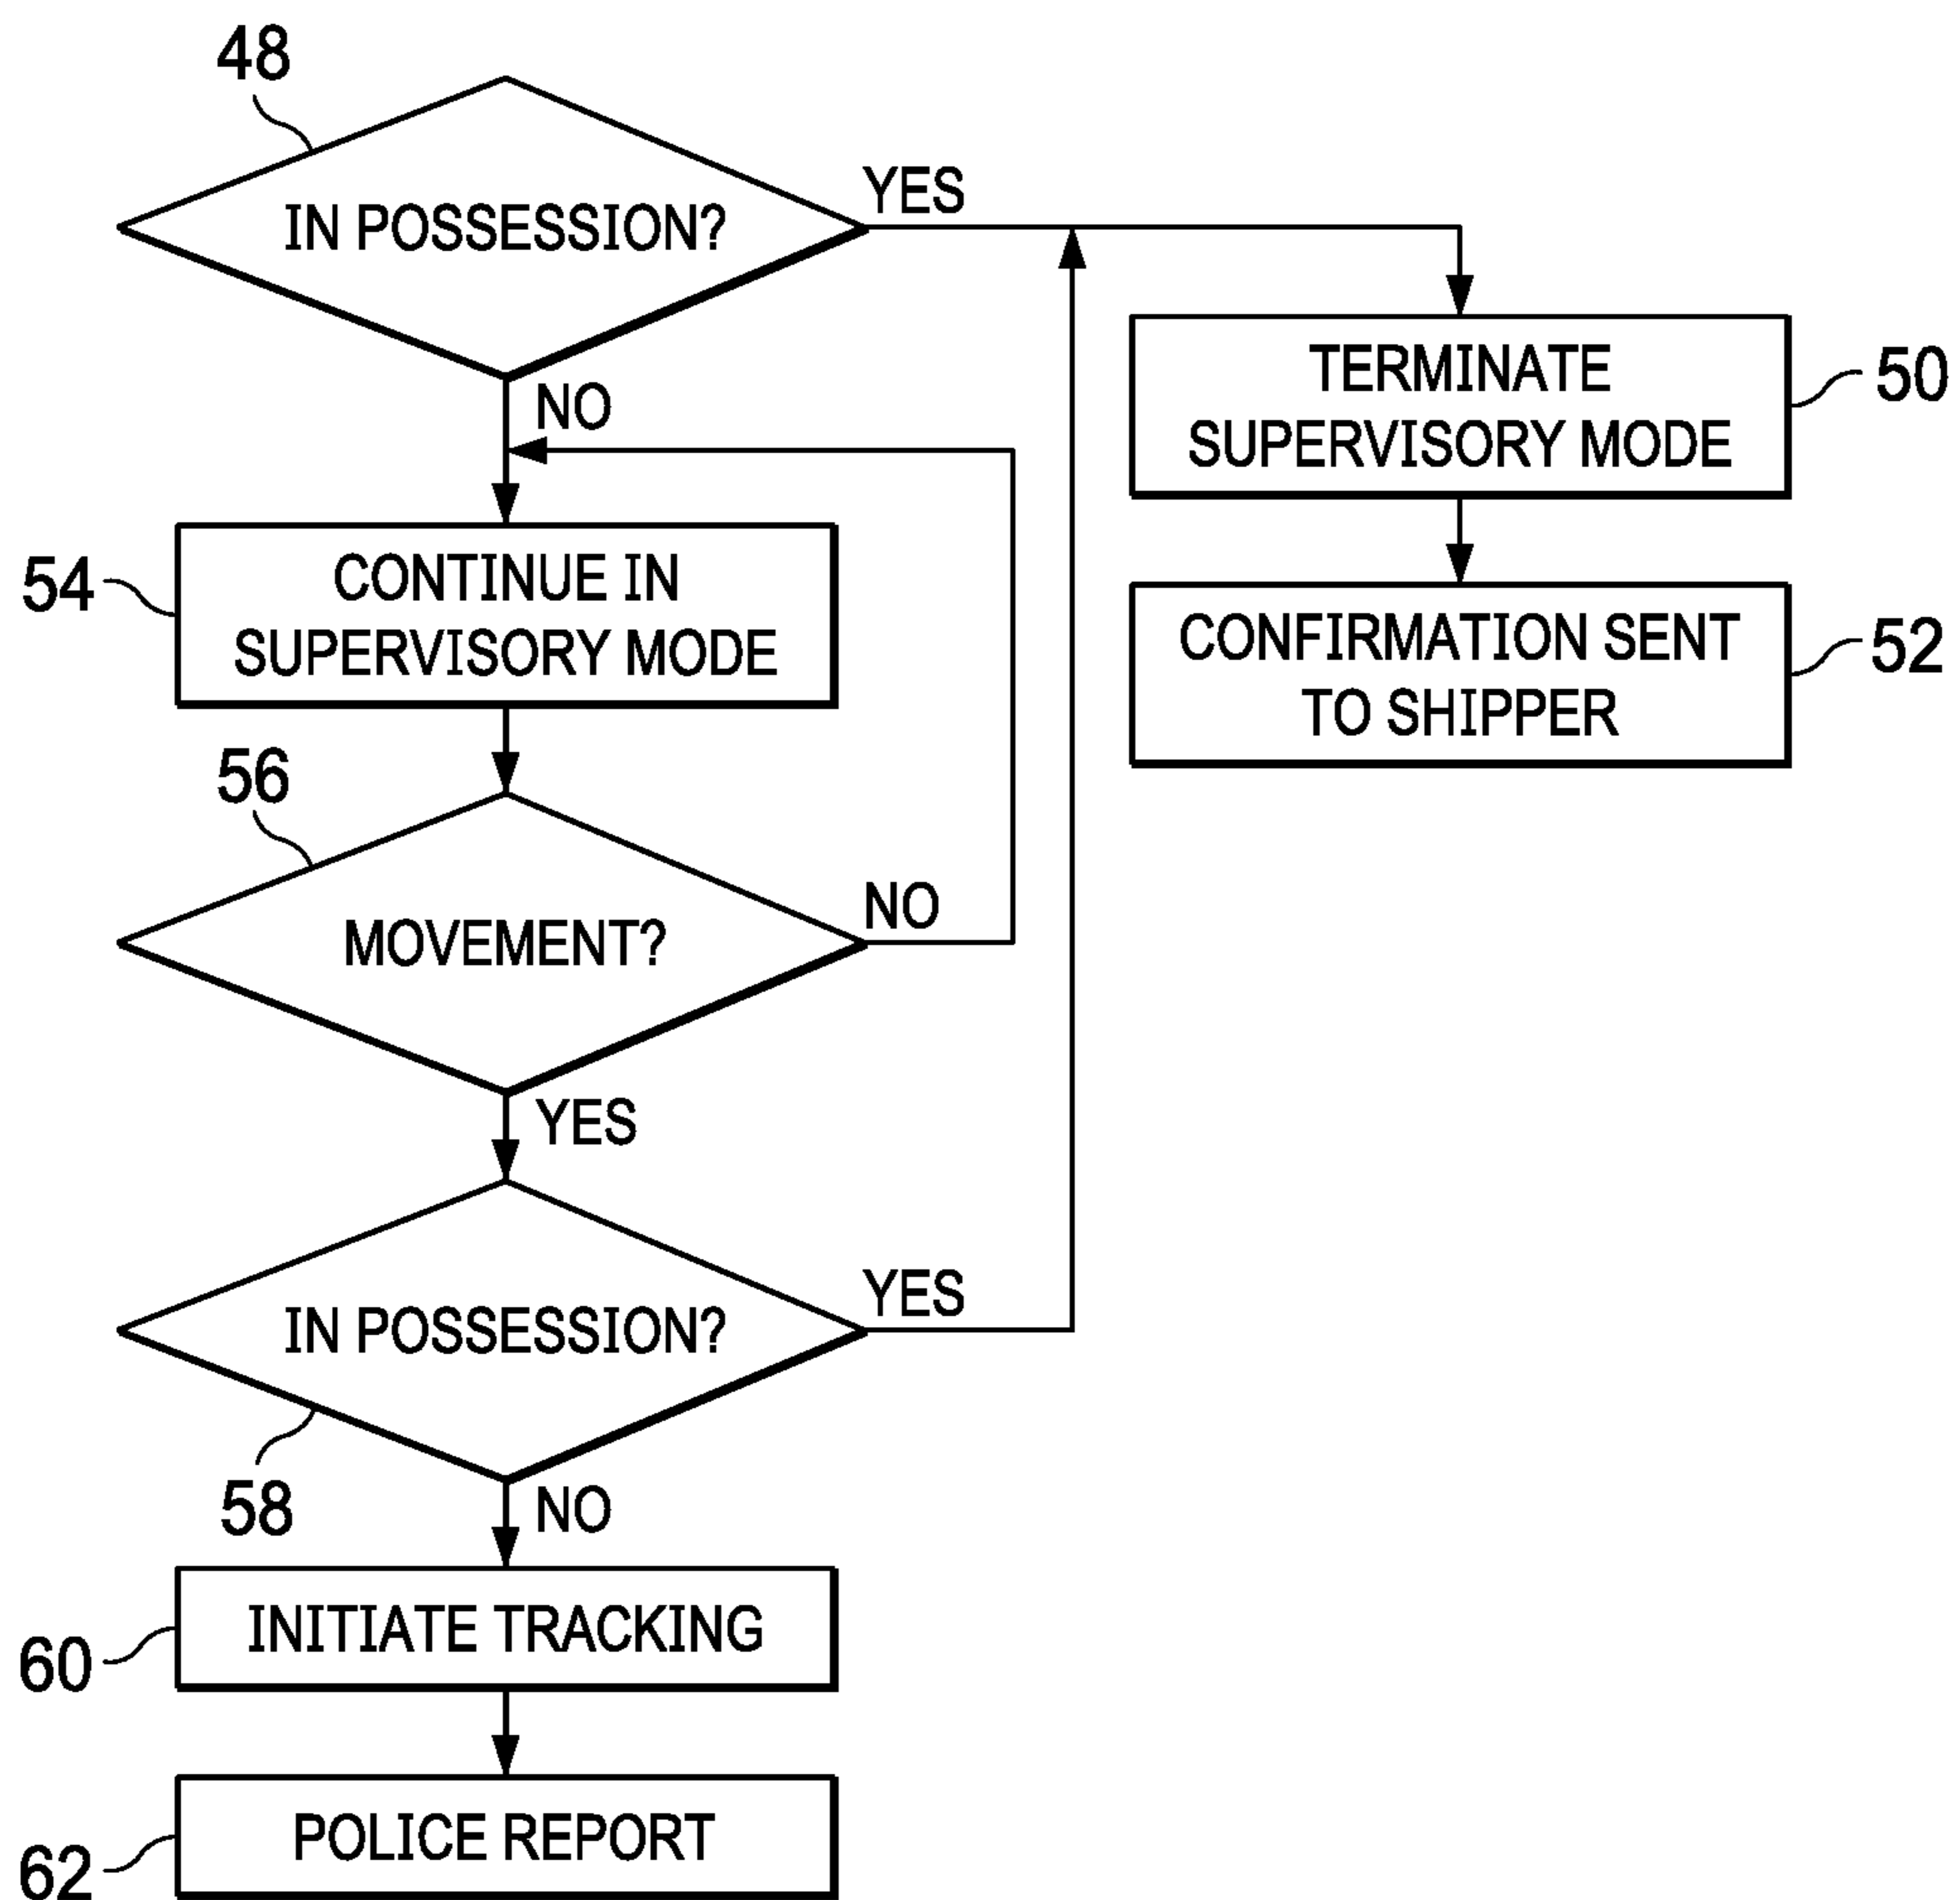 48
IN POSSESSION?
YES
NO
TERMINATE
SUPERVISORY MODE
50
CONFIRMATION SENT
TO SHIPPER
52
54
CONTINUE IN
SUPERVISORY MODE
56
MOVEMENT?
NO
YES
IN POSSESSION?
YES
58
NO
60
INITIATE TRACKING
62
POLICE REPORT